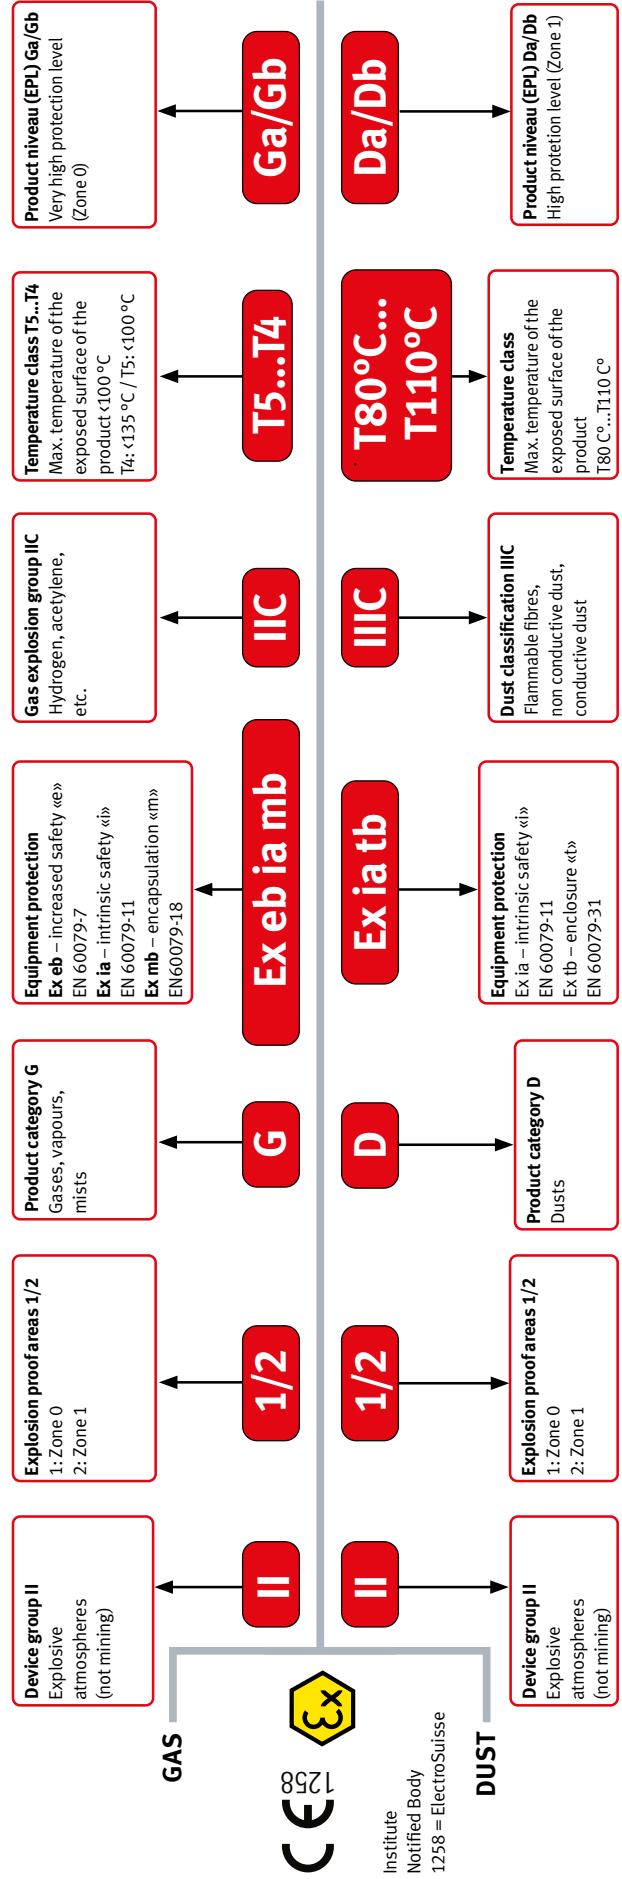 GAS
Device group II
Explosive
atmospheres
(not mining)
Explosion proof areas 1/2
1: Zone 0
2: Zone 1
Product category G
Gases, vapours,
mists
Equipment protection
Ex eb – increased safety «e»
EN 60079-7
Ex ia – intrinsic safety «i»
EN 60079-11
Ex mb – encapsulation «m»
EN60079-18
Gas explosion group IIC
Hydrogen, acetylene,
etc.
Temperature class T5...T4
Max. temperature of the
exposed surface of the
product <100 °C
T4: <135 °C / T5: <100 °C
Product niveau (EPL) Ga/Gb
Very high protection level
(Zone 0)
II
1/2
G
Ex eb ia mb
IIC
T5...T4
Ga/Gb
CE 1258
Ex
Institute
Notified Body
1258 = ElectroSuisse
II
1/2
D
Ex ia tb
IIIC
T80°C...
T110°C
Da/Db
DUST
Device group II
Explosive
atmospheres
(not mining)
Explosion proof areas 1/2
1: Zone 0
2: Zone 1
Product category D
Dusts
Equipment protection
Ex ia – intrinsic safety «i»
EN 60079-11
Ex tb – enclosure «t»
EN 60079-31
Dust classification IIIC
Flammable fibres,
non conductive dust,
conductive dust
Temperature class
Max. temperature of the
exposed surface of the
product
T80 C°...T110 C°
Product niveau (EPL) Da/Db
High protetion level (Zone 1)